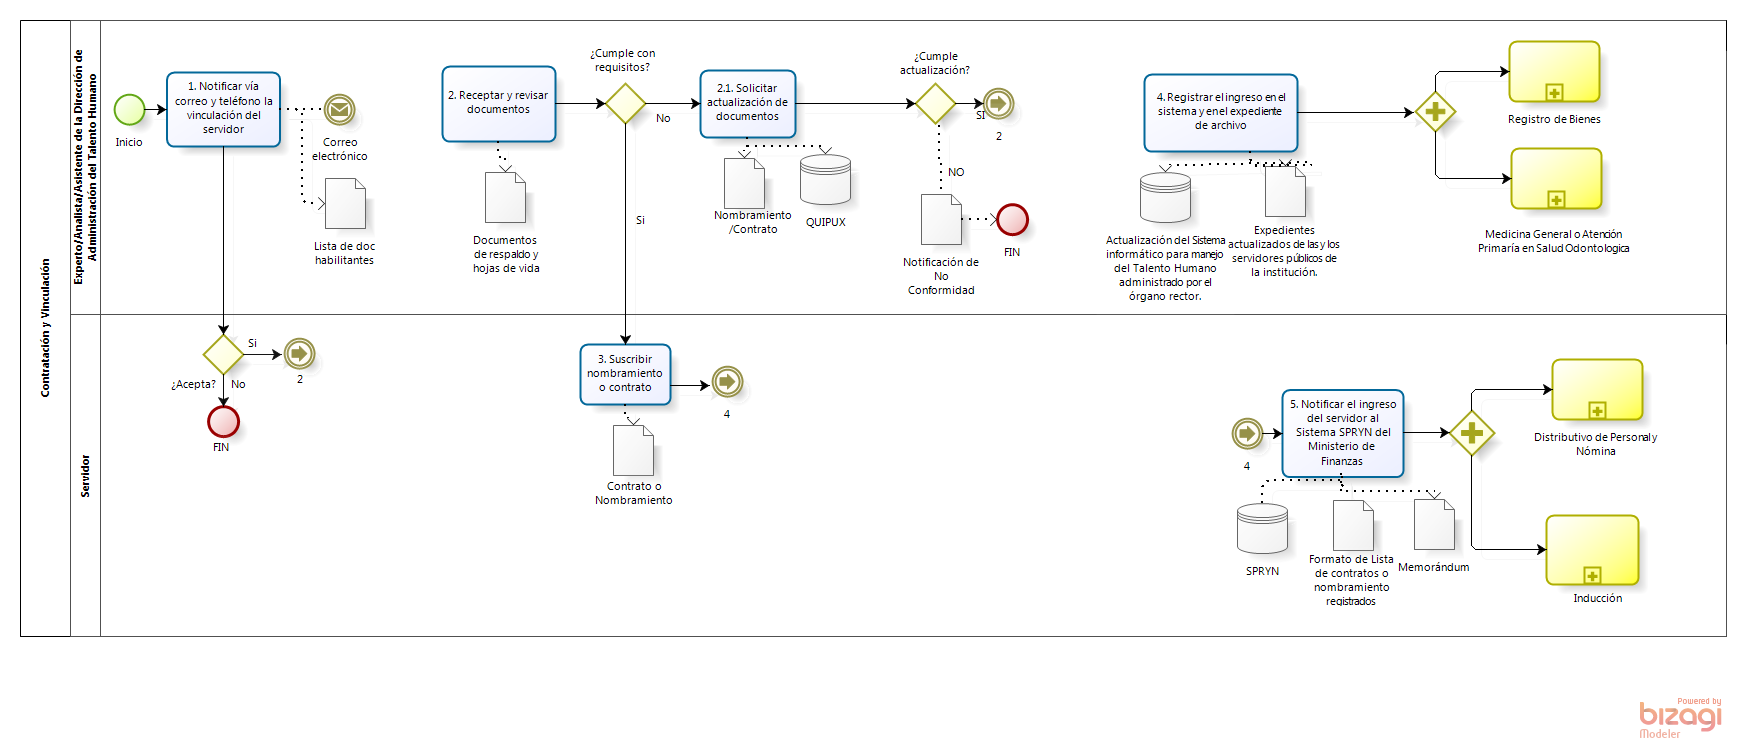 Contratación y Vinculación
Experto/Analista/Asistente de la Dirección de
Administración del Talento Humano
Inicio
1. Notificar vía
correo y teléfono la
vinculación del
servidor
Correo
electrónico
Lista de doc
habilitantes
2. Receptar y revisar
documentos
Documentos
de respaldo y
hojas de vida
¿Cumple con
requisitos?
No
Si
2.1. Solicitar
actualización de
documentos
Nombramiento
/Contrato
QUIPUX
¿Cumple
actualización?
SI
2
NO
Notificación de
No
Conformidad
FIN
4. Registrar el ingreso en el
sistema y en el expediente
de archivo
Actualización del Sistema
informático para manejo
del Talento Humano
administrado por el
órgano rector.
Expedientes
actualizados de las y los
servidores públicos de
la institución.
Registro de Bienes
Medicina General o Atención
Primaría en Salud Odontologica
Servidor
¿Acepta?
Si
2
No
FIN
3. Suscribir
nombramiento
o contrato
4
Contrato o
Nombramiento
4
5. Notificar el ingreso
del servidor al
Sistema SPRYN del
Ministerio de
Finanzas
SPRYN
Formato de Lista
de contratos o
nombramiento
registrados
Memorándum
Distributivo de Personal y
Nómina
Inducción
Powered by
bizagi
Modeler